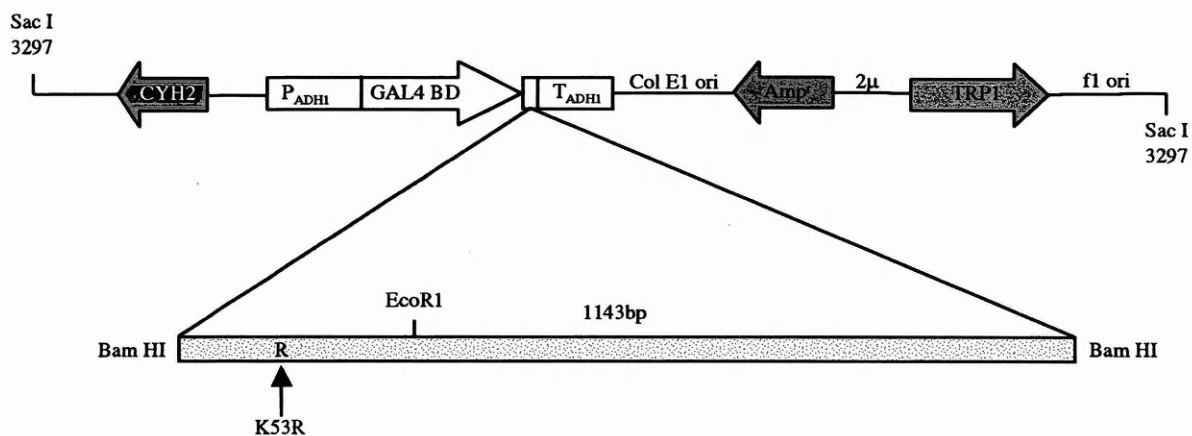 Sac I
3297
CYH2
PADH1
GAL4 BD
TADH1
Col E1 ori
Ampʳ
2μ
TRP1
f1 ori
Sac I
3297
EcoR1
1143bp
Bam HI
R
Bam HI
K53R